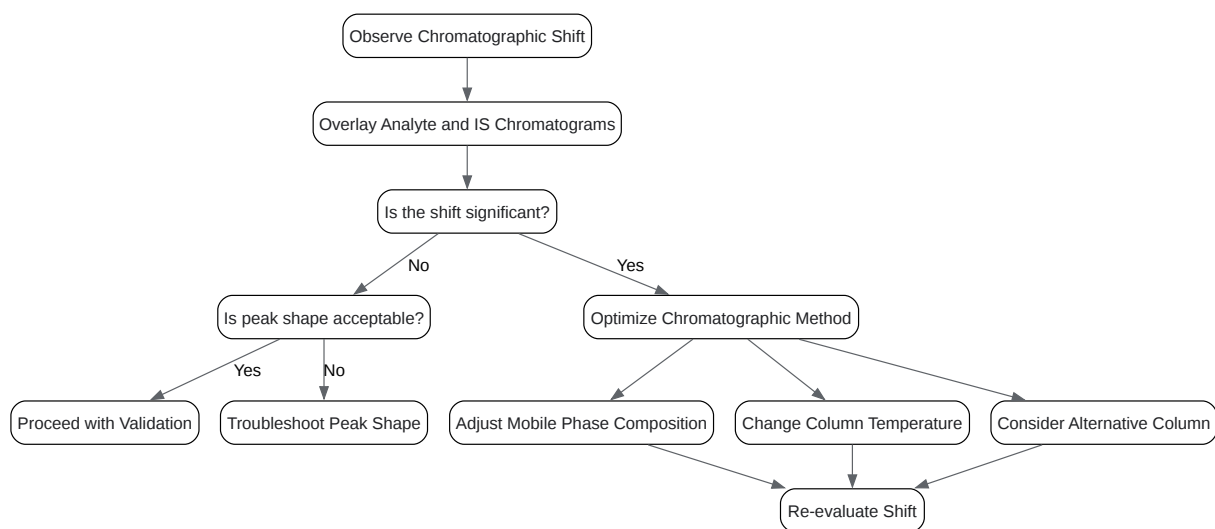 Observe Chromatographic Shift
Overlay Analyte and IS Chromatograms
Is the shift significant?
No
Yes
Is peak shape acceptable?
Optimize Chromatographic Method
Yes
No
Proceed with Validation
Troubleshoot Peak Shape
Adjust Mobile Phase Composition
Change Column Temperature
Consider Alternative Column
Re-evaluate Shift